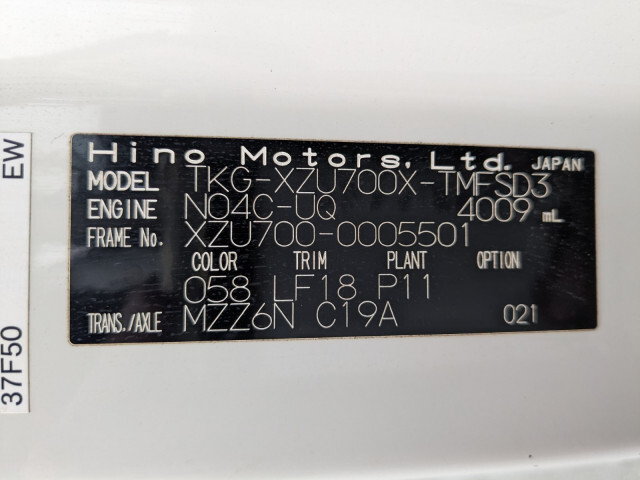 Hino Motors, Ltd. JAPAN
MODEL TKG-XZU700X-TMFSD3
ENGINE N04C-UQ 4009 mL
FRAME No. XZU700-0005501
COLOR TRIM PLANT OPTION
058 LF18 P11
TRANS./AXLE MZZ6N C19A 021
37F50 EW